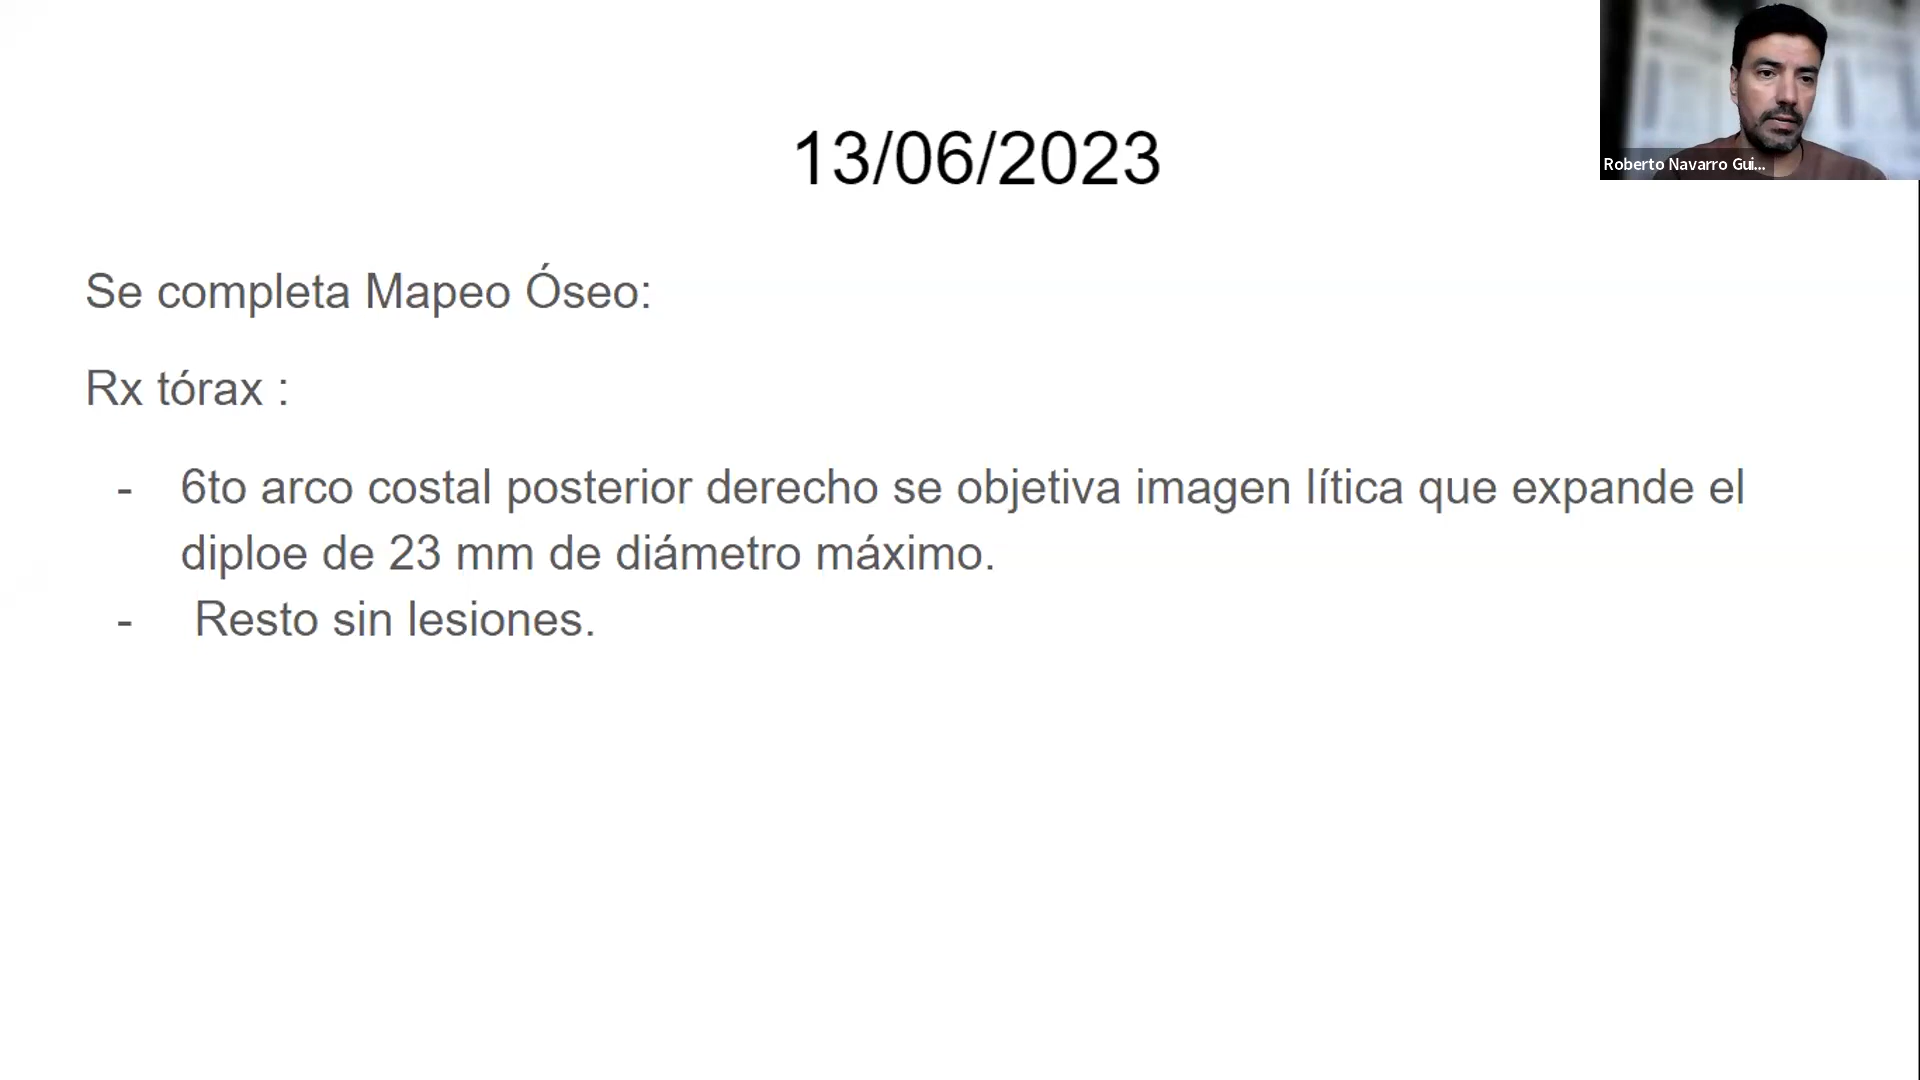 13/06/2023
Roberto Navarro Gui...
Se completa Mapeo Óseo:
Rx tórax :
- 6to arco costal posterior derecho se objetiva imagen lítica que expande el
diploe de 23 mm de diámetro máximo.
- Resto sin lesiones.